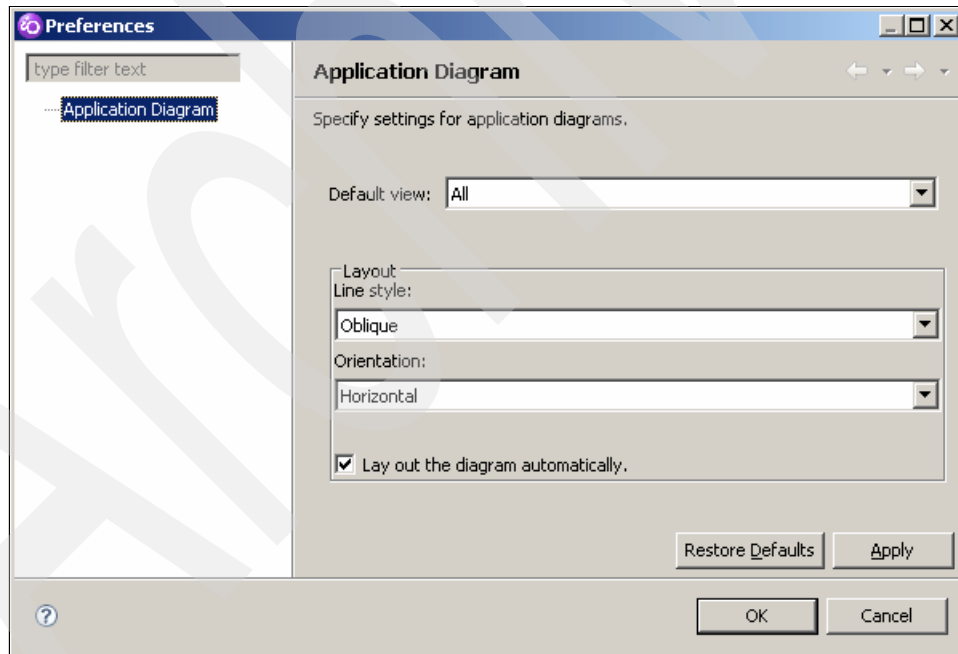 Preferences
type filter text
Application Diagram
Application Diagram
Specify settings for application diagrams.
Default view: All
Layout
Line style:
Oblique
Orientation:
Horizontal
Lay out the diagram automatically.
Restore Defaults Apply
? OK Cancel